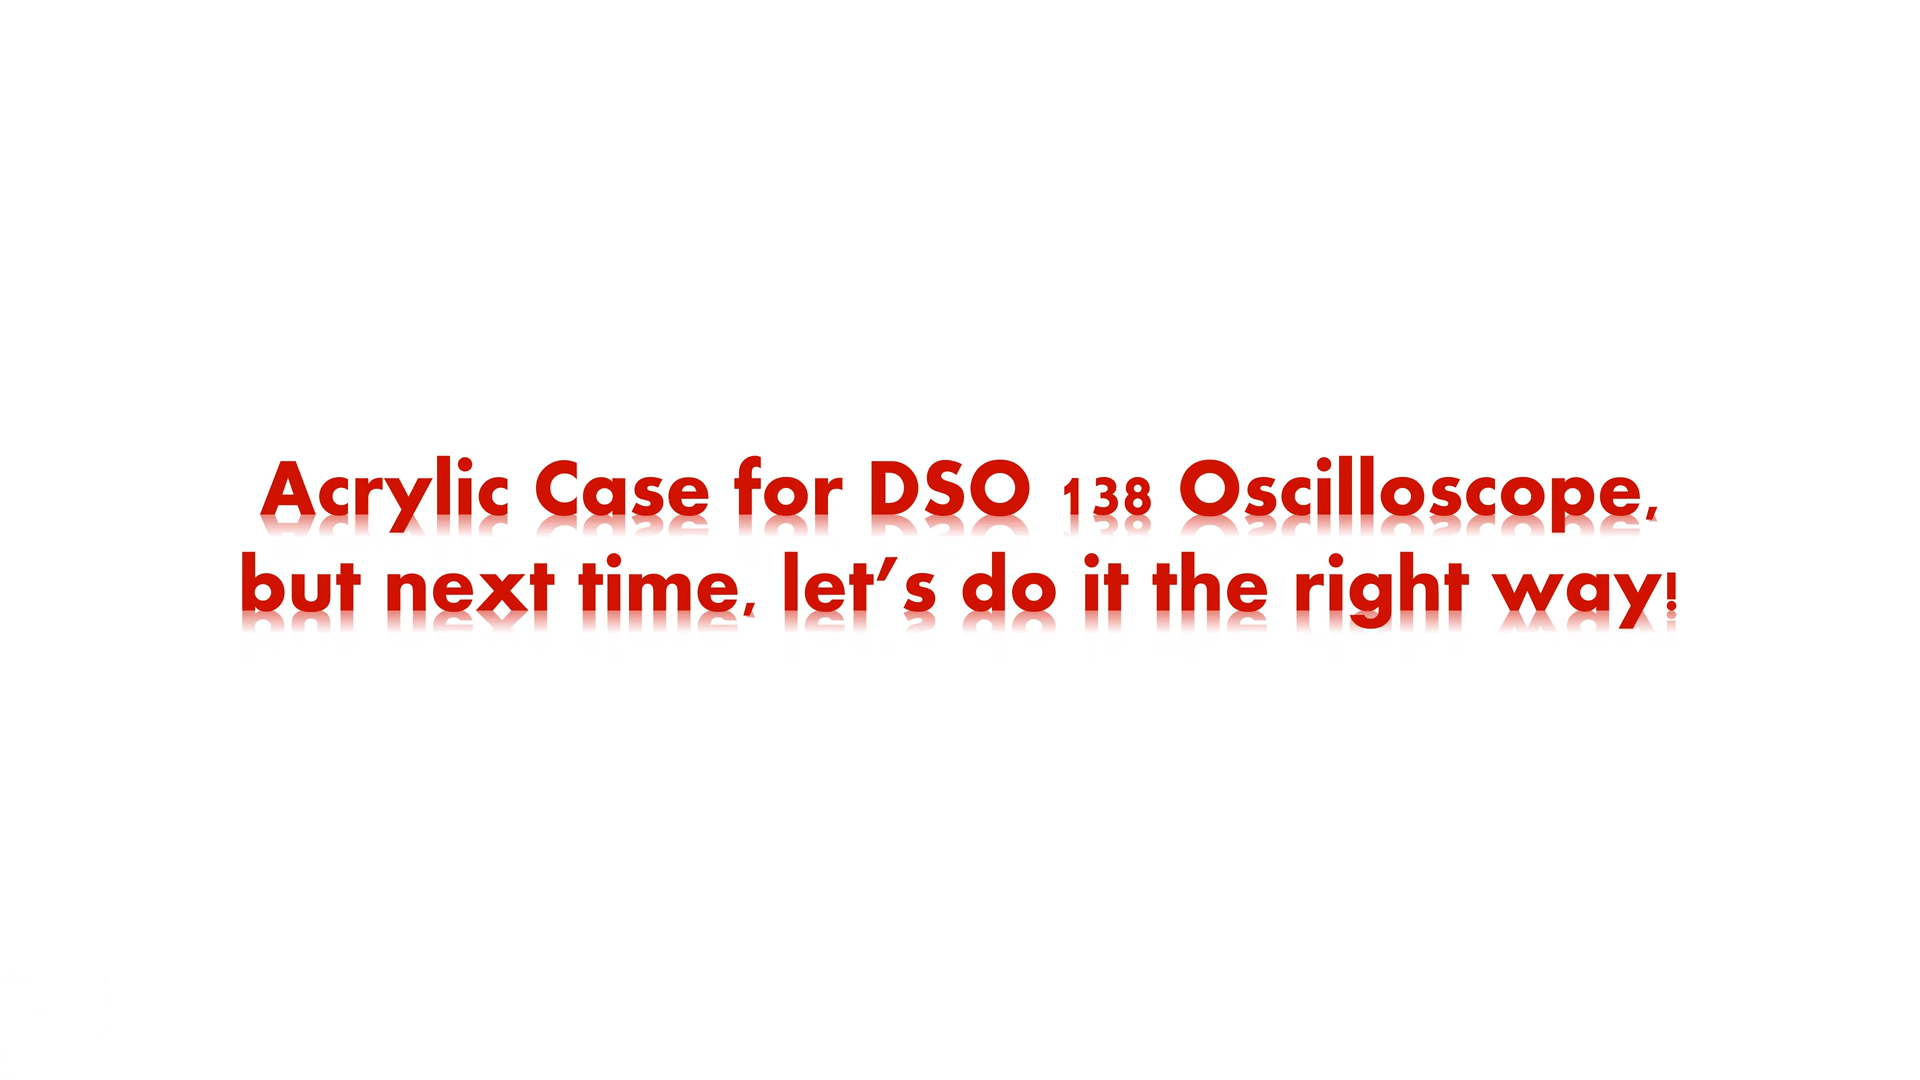 Acrylic Case for DSO 138 Oscilloscope,
but next time, let’s do it the right way!